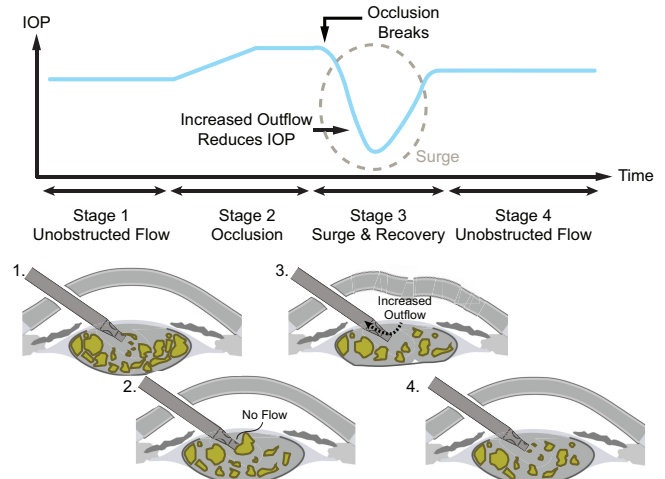 IOP
Occlusion
Breaks
Increased Outflow
Reduces IOP
Surge
Time
Stage 1
Unobstructed Flow
Stage 2
Occlusion
Stage 3
Surge & Recovery
Stage 4
Unobstructed Flow
1.
3.
Increased
Outflow
2.
No Flow
4.